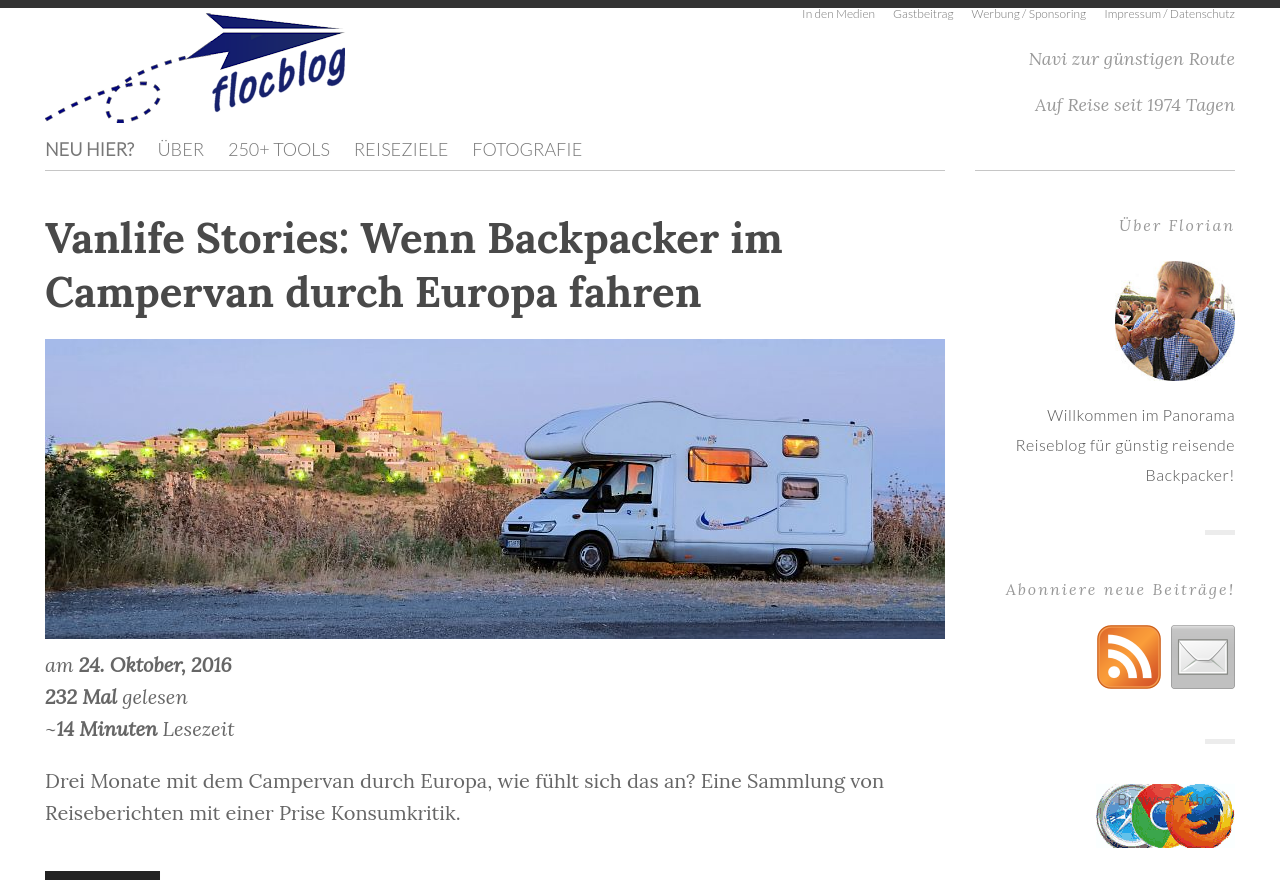 In den Medien Gastbeitrag Werbung / Sponsoring Impressum / Datenschutz
flocblog
Navi zur günstigen Route
Auf Reise seit 1974 Tagen
NEU HIER? ÜBER 250+ TOOLS REISEZIELE FOTOGRAFIE
Vanlife Stories: Wenn Backpacker im
Campervan durch Europa fahren
am 24. Oktober, 2016
232 Mal gelesen
~14 Minuten Lesezeit
Drei Monate mit dem Campervan durch Europa, wie fühlt sich das an? Eine Sammlung von
Reiseberichten mit einer Prise Konsumkritik.
Über Florian
Willkommen im Panorama
Reiseblog für günstig reisende
Backpacker!
Abonniere neue Beiträge!